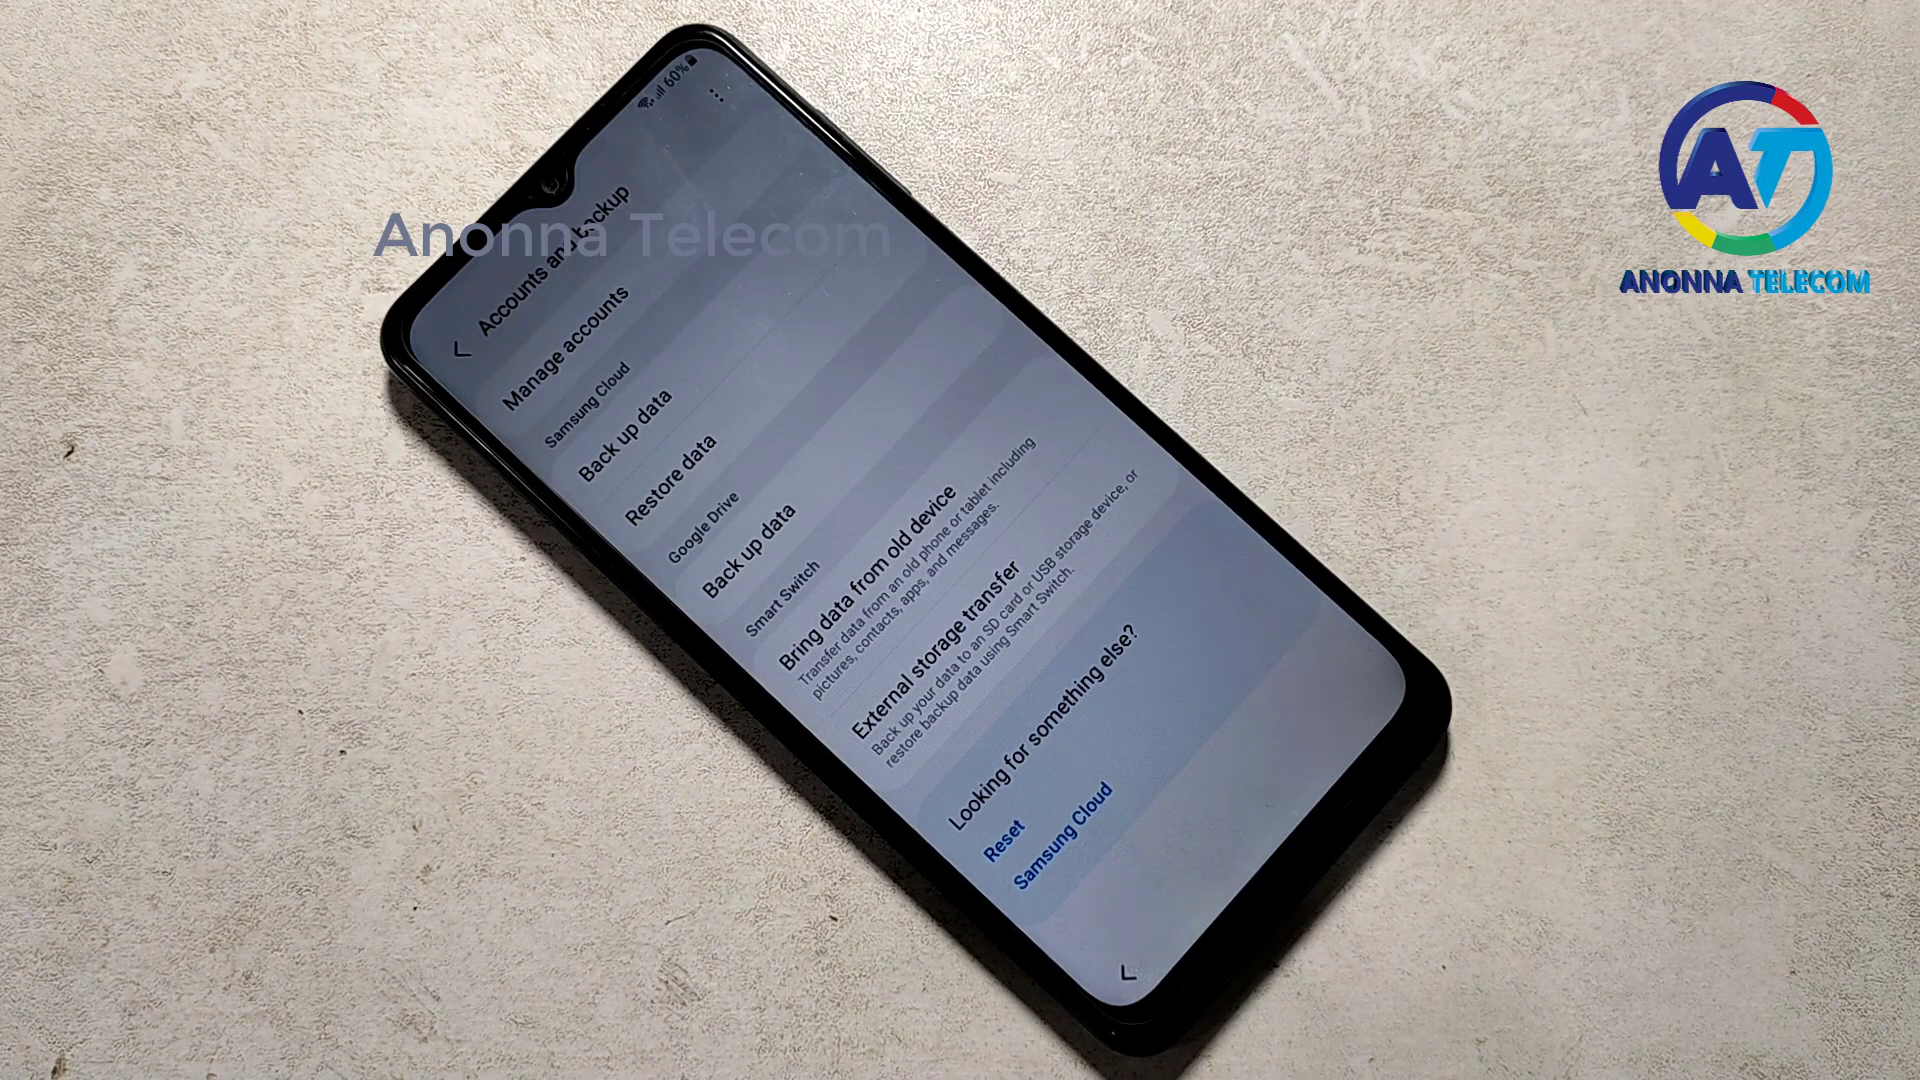 60%
Accounts and backup
Manage accounts
Samsung Cloud
Back up data
Restore data
Google Drive
Back up data
Smart Switch
Bring data from old device
Transfer data from an old phone or tablet including
pictures, contacts, apps, and messages.
External storage transfer
Back up your data to an SD card or USB storage device, or
restore backup data using Smart Switch.
Looking for something else?
Reset
Samsung Cloud
Anonna Telecom
AT
ANONNA TELECOM